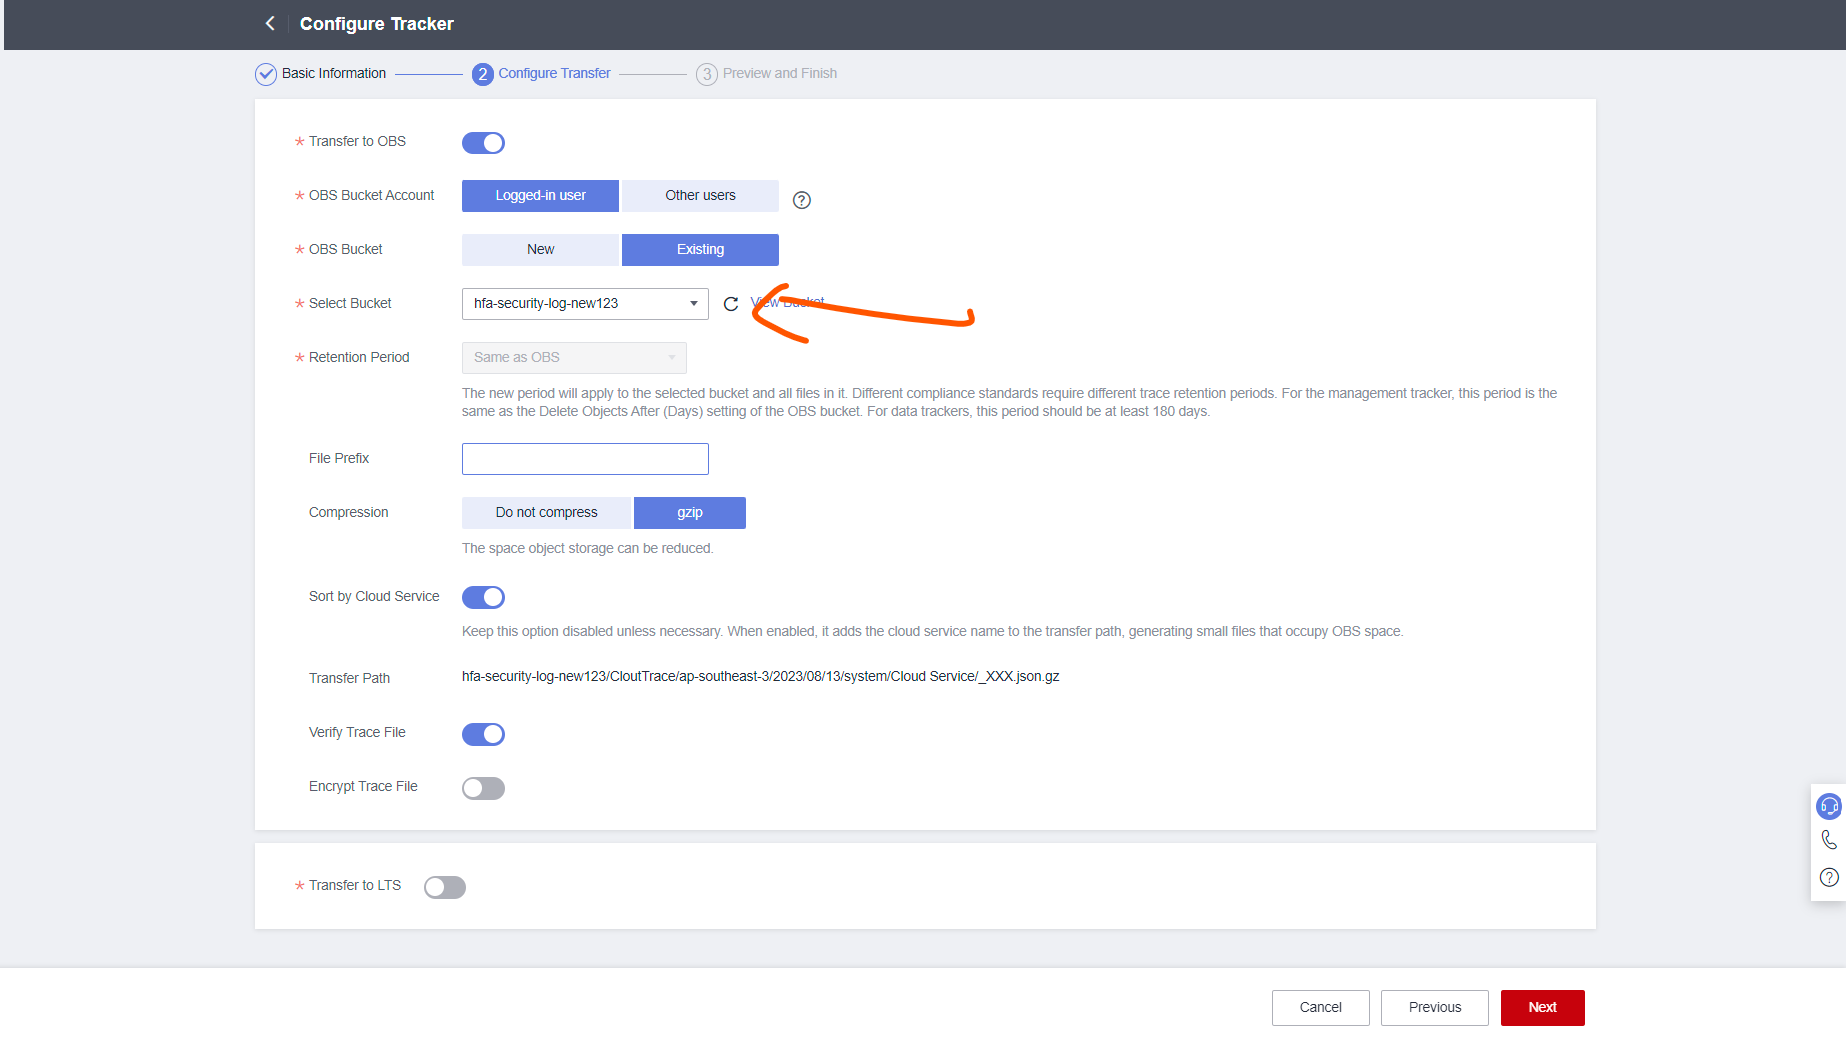 Configure Tracker
Basic Information
2 Configure Transfer
3 Preview and Finish
* Transfer to OBS
* OBS Bucket Account
Logged-in user
Other users
?
* OBS Bucket
New
Existing
* Select Bucket
hfa-security-log-new123
View Bucket
* Retention Period
Same as OBS
The new period will apply to the selected bucket and all files in it. Different compliance standards require different trace retention periods. For the management tracker, this period is the
same as the Delete Objects After (Days) setting of the OBS bucket. For data trackers, this period should be at least 180 days.
File Prefix
Compression
Do not compress
gzip
The space object storage can be reduced.
Sort by Cloud Service
Keep this option disabled unless necessary. When enabled, it adds the cloud service name to the transfer path, generating small files that occupy OBS space.
Transfer Path
hfa-security-log-new123/CloutTrace/ap-southeast-3/2023/08/13/system/Cloud Service/_XXX.json.gz
Verify Trace File
Encrypt Trace File
* Transfer to LTS
?
Cancel
Previous
Next